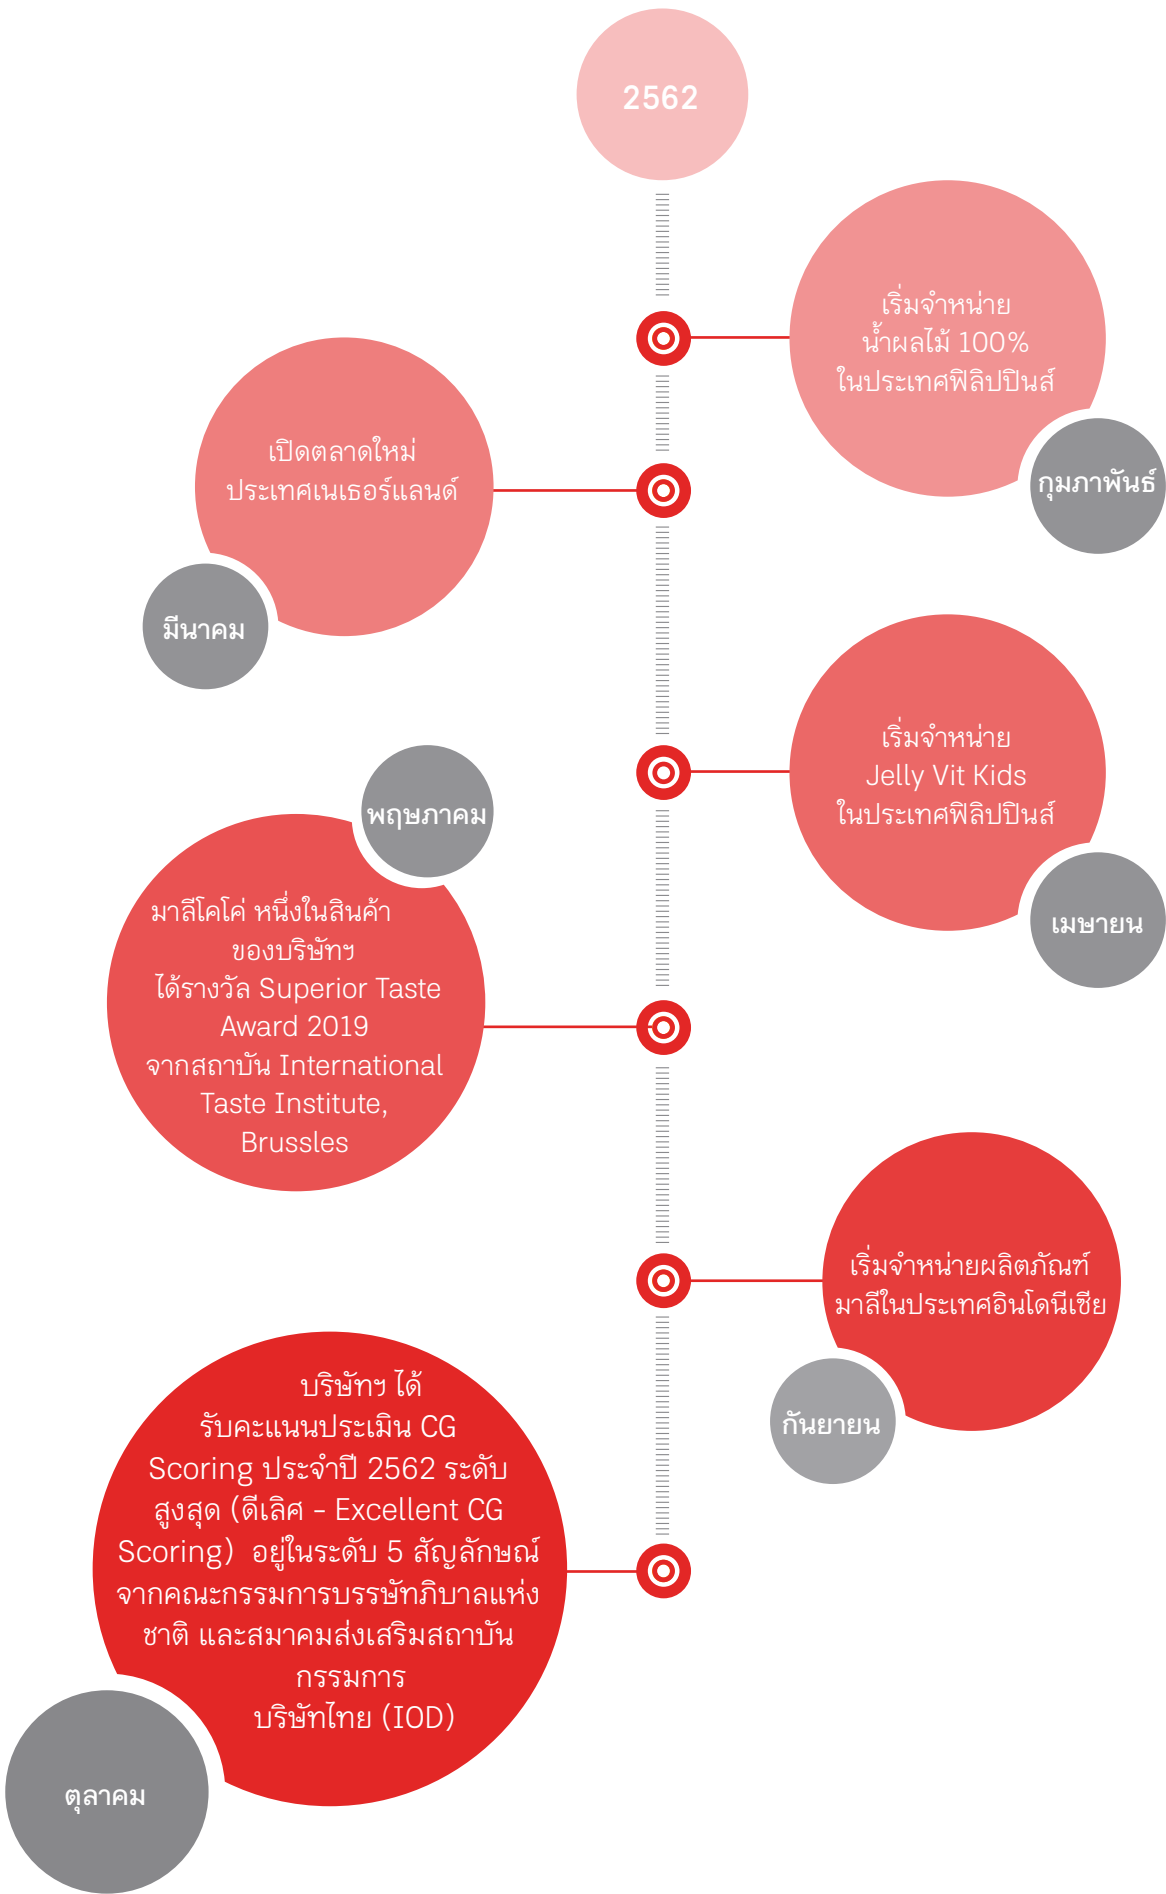 2562
เริ่มจำหน่าย
น้ำผลไม้ 100%
ในประเทศฟิลิปปินส์
กุมภาพันธ์
เปิดตลาดใหม่
ประเทศเนเธอร์แลนด์
มีนาคม
เริ่มจำหน่าย
Jelly Vit Kids
ในประเทศฟิลิปปินส์
เมษายน
พฤษภาคม
มาลีโคโค่ หนึ่งในสินค้า
ของบริษัทฯ
ได้รางวัล Superior Taste
Award 2019
จากสถาบัน International
Taste Institute,
Brussles
เริ่มจำหน่ายผลิตภัณฑ์
มาลีในประเทศอินโดนีเซีย
กันยายน
บริษัทฯ ได้
รับคะแนนประเมิน CG
Scoring ประจำปี 2562 ระดับ
สูงสุด (ดีเลิศ – Excellent CG
Scoring) อยู่ในระดับ 5 สัญลักษณ์
จากคณะกรรมการบรรษัทภิบาลแห่ง
ชาติ และสมาคมส่งเสริมสถาบัน
กรรมการ
บริษัทไทย (IOD)
ตุลาคม